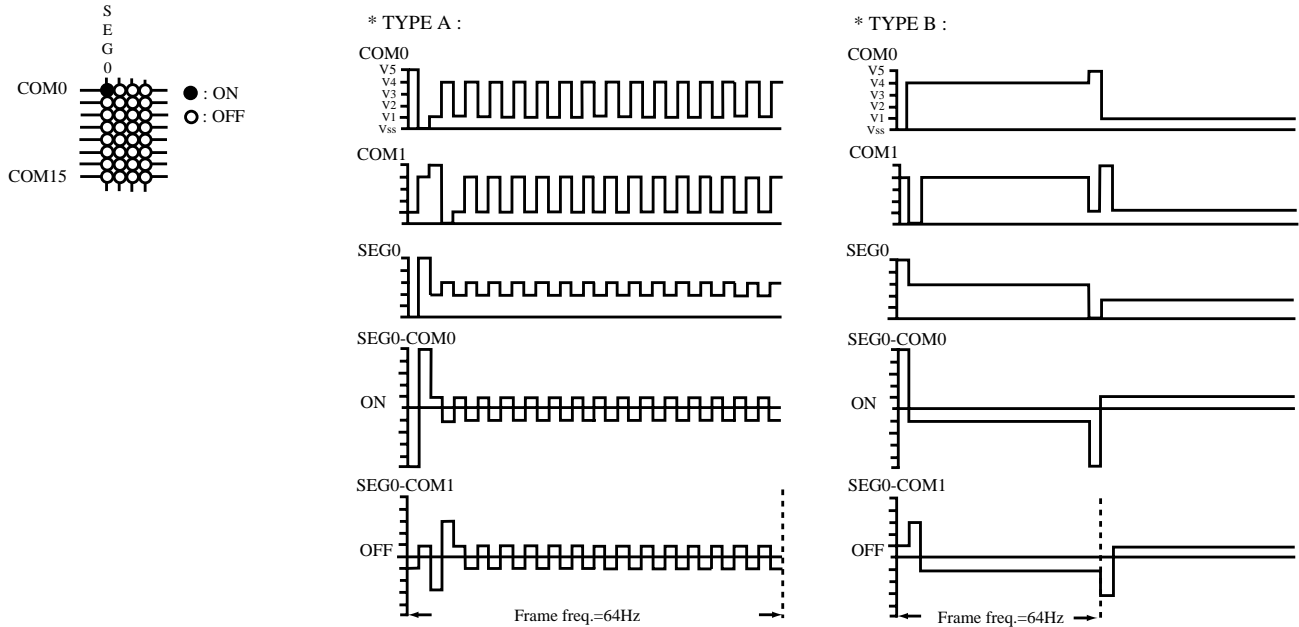 S
E
G
0
COM0
COM15
: ON
: OFF
* TYPE A :
COM0
V5
V4
V3
V2
V1
Vss
COM1
SEG0
SEG0-COM0
ON
SEG0-COM1
OFF
Frame freq.=64Hz
* TYPE B :
COM0
V5
V4
V3
V2
V1
Vss
COM1
SEG0
SEG0-COM0
ON
SEG0-COM1
OFF
Frame freq.=64Hz